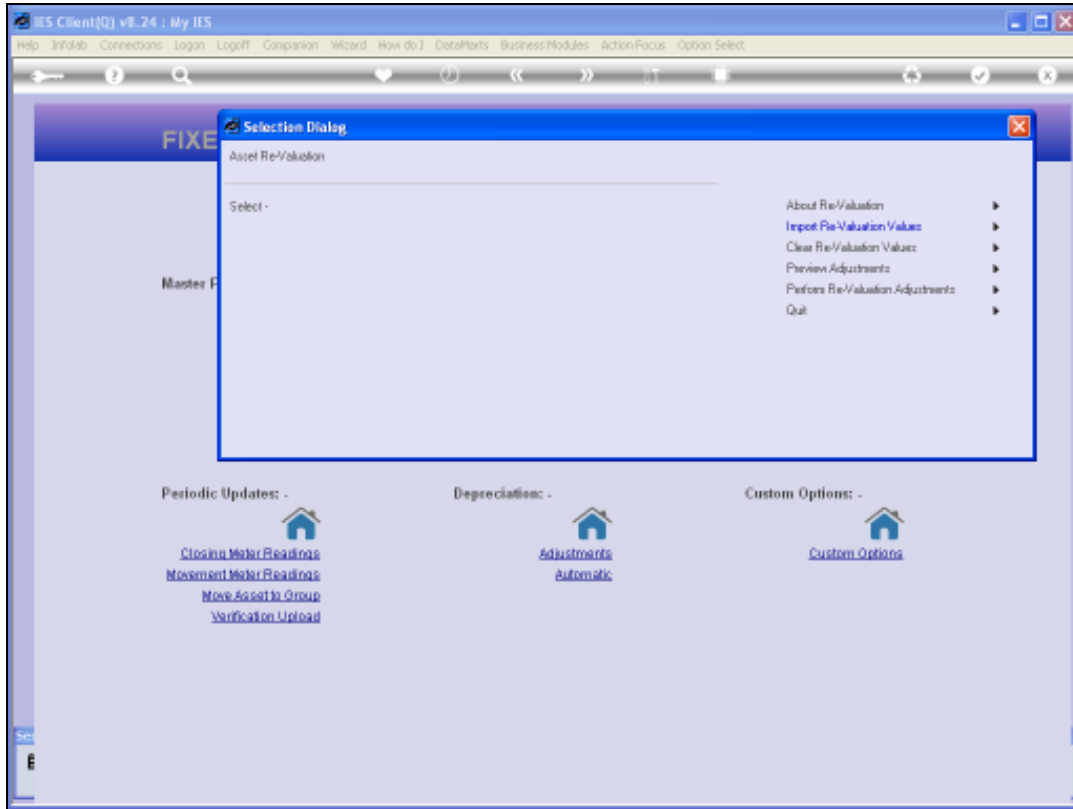 IES Client(Q) v8.24 : My IES
Help Infolab Connections Logon Logoff Companion Wizard How do I DataMarts Business Modules Action Focus Option Select
FIXE
Selection Dialog
Asset Re-Valuation
Select -
About Re-Valuation
Import Re-Valuation Values
Clear Re-Valuation Values
Preview Adjustments
Perform Re-Valuation Adjustments
Quit
Master F
Periodic Updates: -
Closing Meter Readings
Movement Meter Readings
Move Asset to Group
Verification Upload
Depreciation: -
Adjustments
Automatic
Custom Options: -
Custom Options